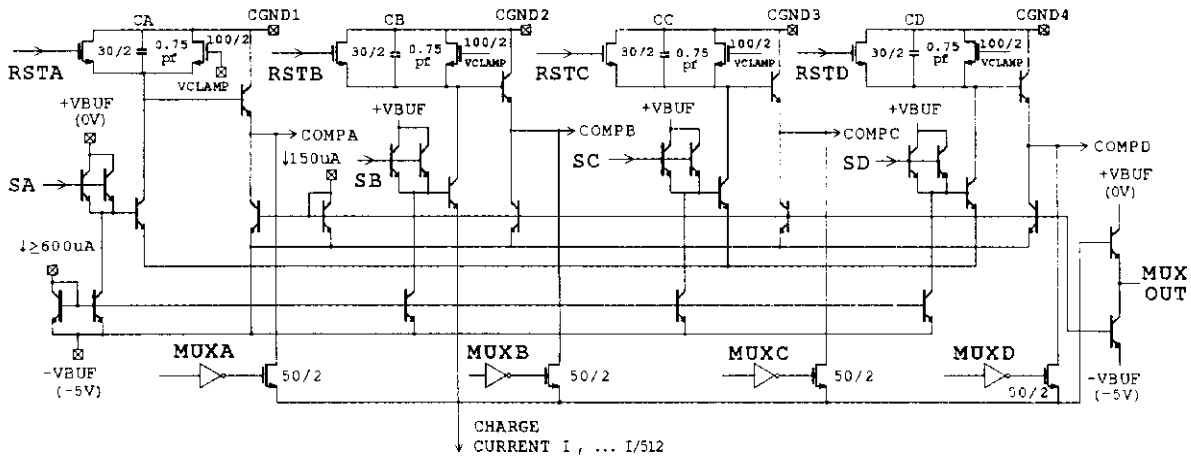 CA CGND1 CB CGND2 CC CGND3 CD CGND4
30/2 0.75 pf 100/2 30/2 0.75 pf 100/2 30/2 0.75 pf 100/2 30/2 0.75 pf 100/2
RSTA VCLAMP RSTB VCLAMP RSTC VCLAMP RSTD VCLAMP
+VBUF
(0V)
+VBUF +VBUF +VBUF
COMPA COMPB COMPC COMPD
↓150uA
SA SB SC SD
+VBUF
(0V)
↓≥600uA
MUX
OUT
MUXA MUXB MUXC MUXD
-VBUF
(-5V)
50/2 50/2 50/2 50/2
-VBUF
(-5V)
CHARGE
CURRENT I, ... I/512